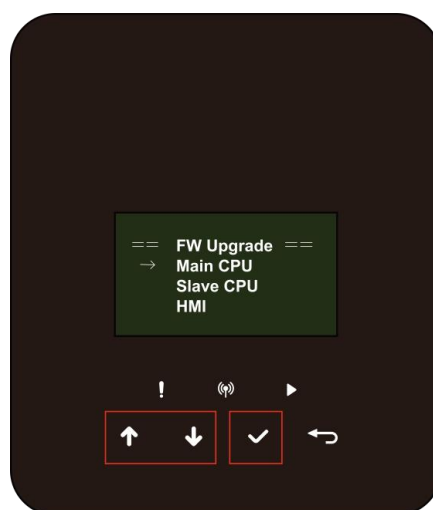 == FW Upgrade ==
→ Main CPU
Slave CPU
HMI